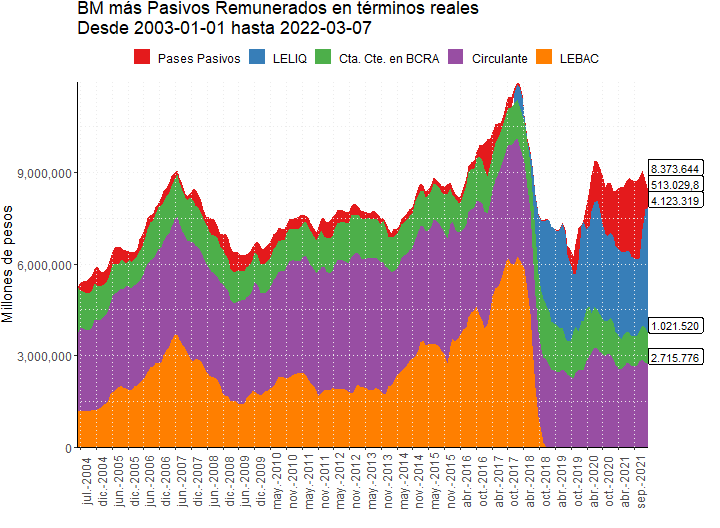 BM más Pasivos Remunerados en términos reales
Desde 2003-01-01 hasta 2022-03-07
Pases Pasivos LELIQ Cta. Cte. en BCRA Circulante LEBAC
Millones de pesos
9,000,000
6,000,000
3,000,000
0
8.373.644
513.029,8
4.123.319
1.021.520
2.715.776
jul.-2004
dic.-2004
jun.-2005
dic.-2005
jun.-2006
dic.-2006
jun.-2007
dic.-2007
jun.-2008
dic.-2008
jun.-2009
dic.-2009
may.-2010
nov.-2010
may.-2011
nov.-2011
may.-2012
nov.-2012
may.-2013
nov.-2013
may.-2014
nov.-2014
may.-2015
nov.-2015
abr.-2016
oct.-2016
abr.-2017
oct.-2017
abr.-2018
oct.-2018
abr.-2019
oct.-2019
abr.-2020
oct.-2020
abr.-2021
sep.-2021